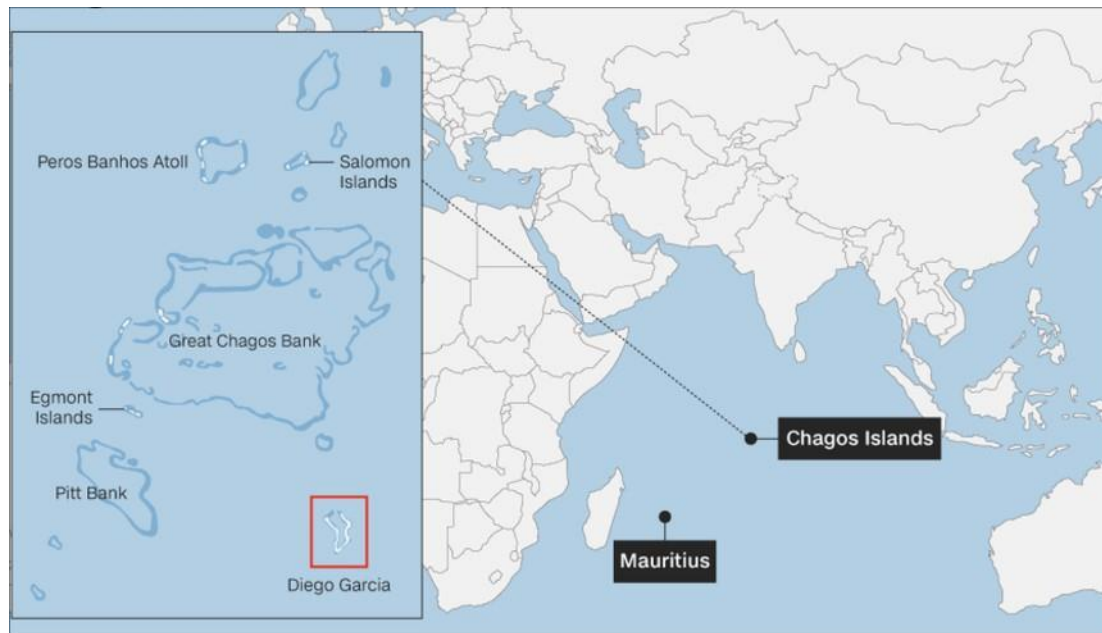 Peros Banhos Atoll
Salomon
Islands
Great Chagos Bank
Egmont
Islands
Pitt Bank
Diego Garcia
Chagos Islands
Mauritius